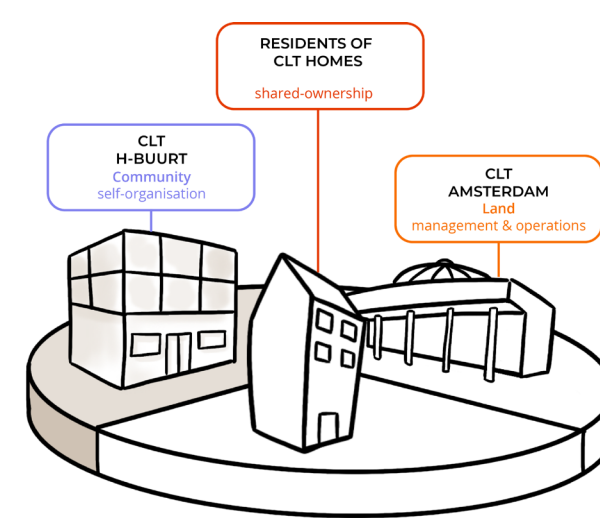 RESIDENTS OF
CLT HOMES
shared-ownership
CLT
H-BUURT
Community
self-organisation
CLT
AMSTERDAM
Land
management & operations